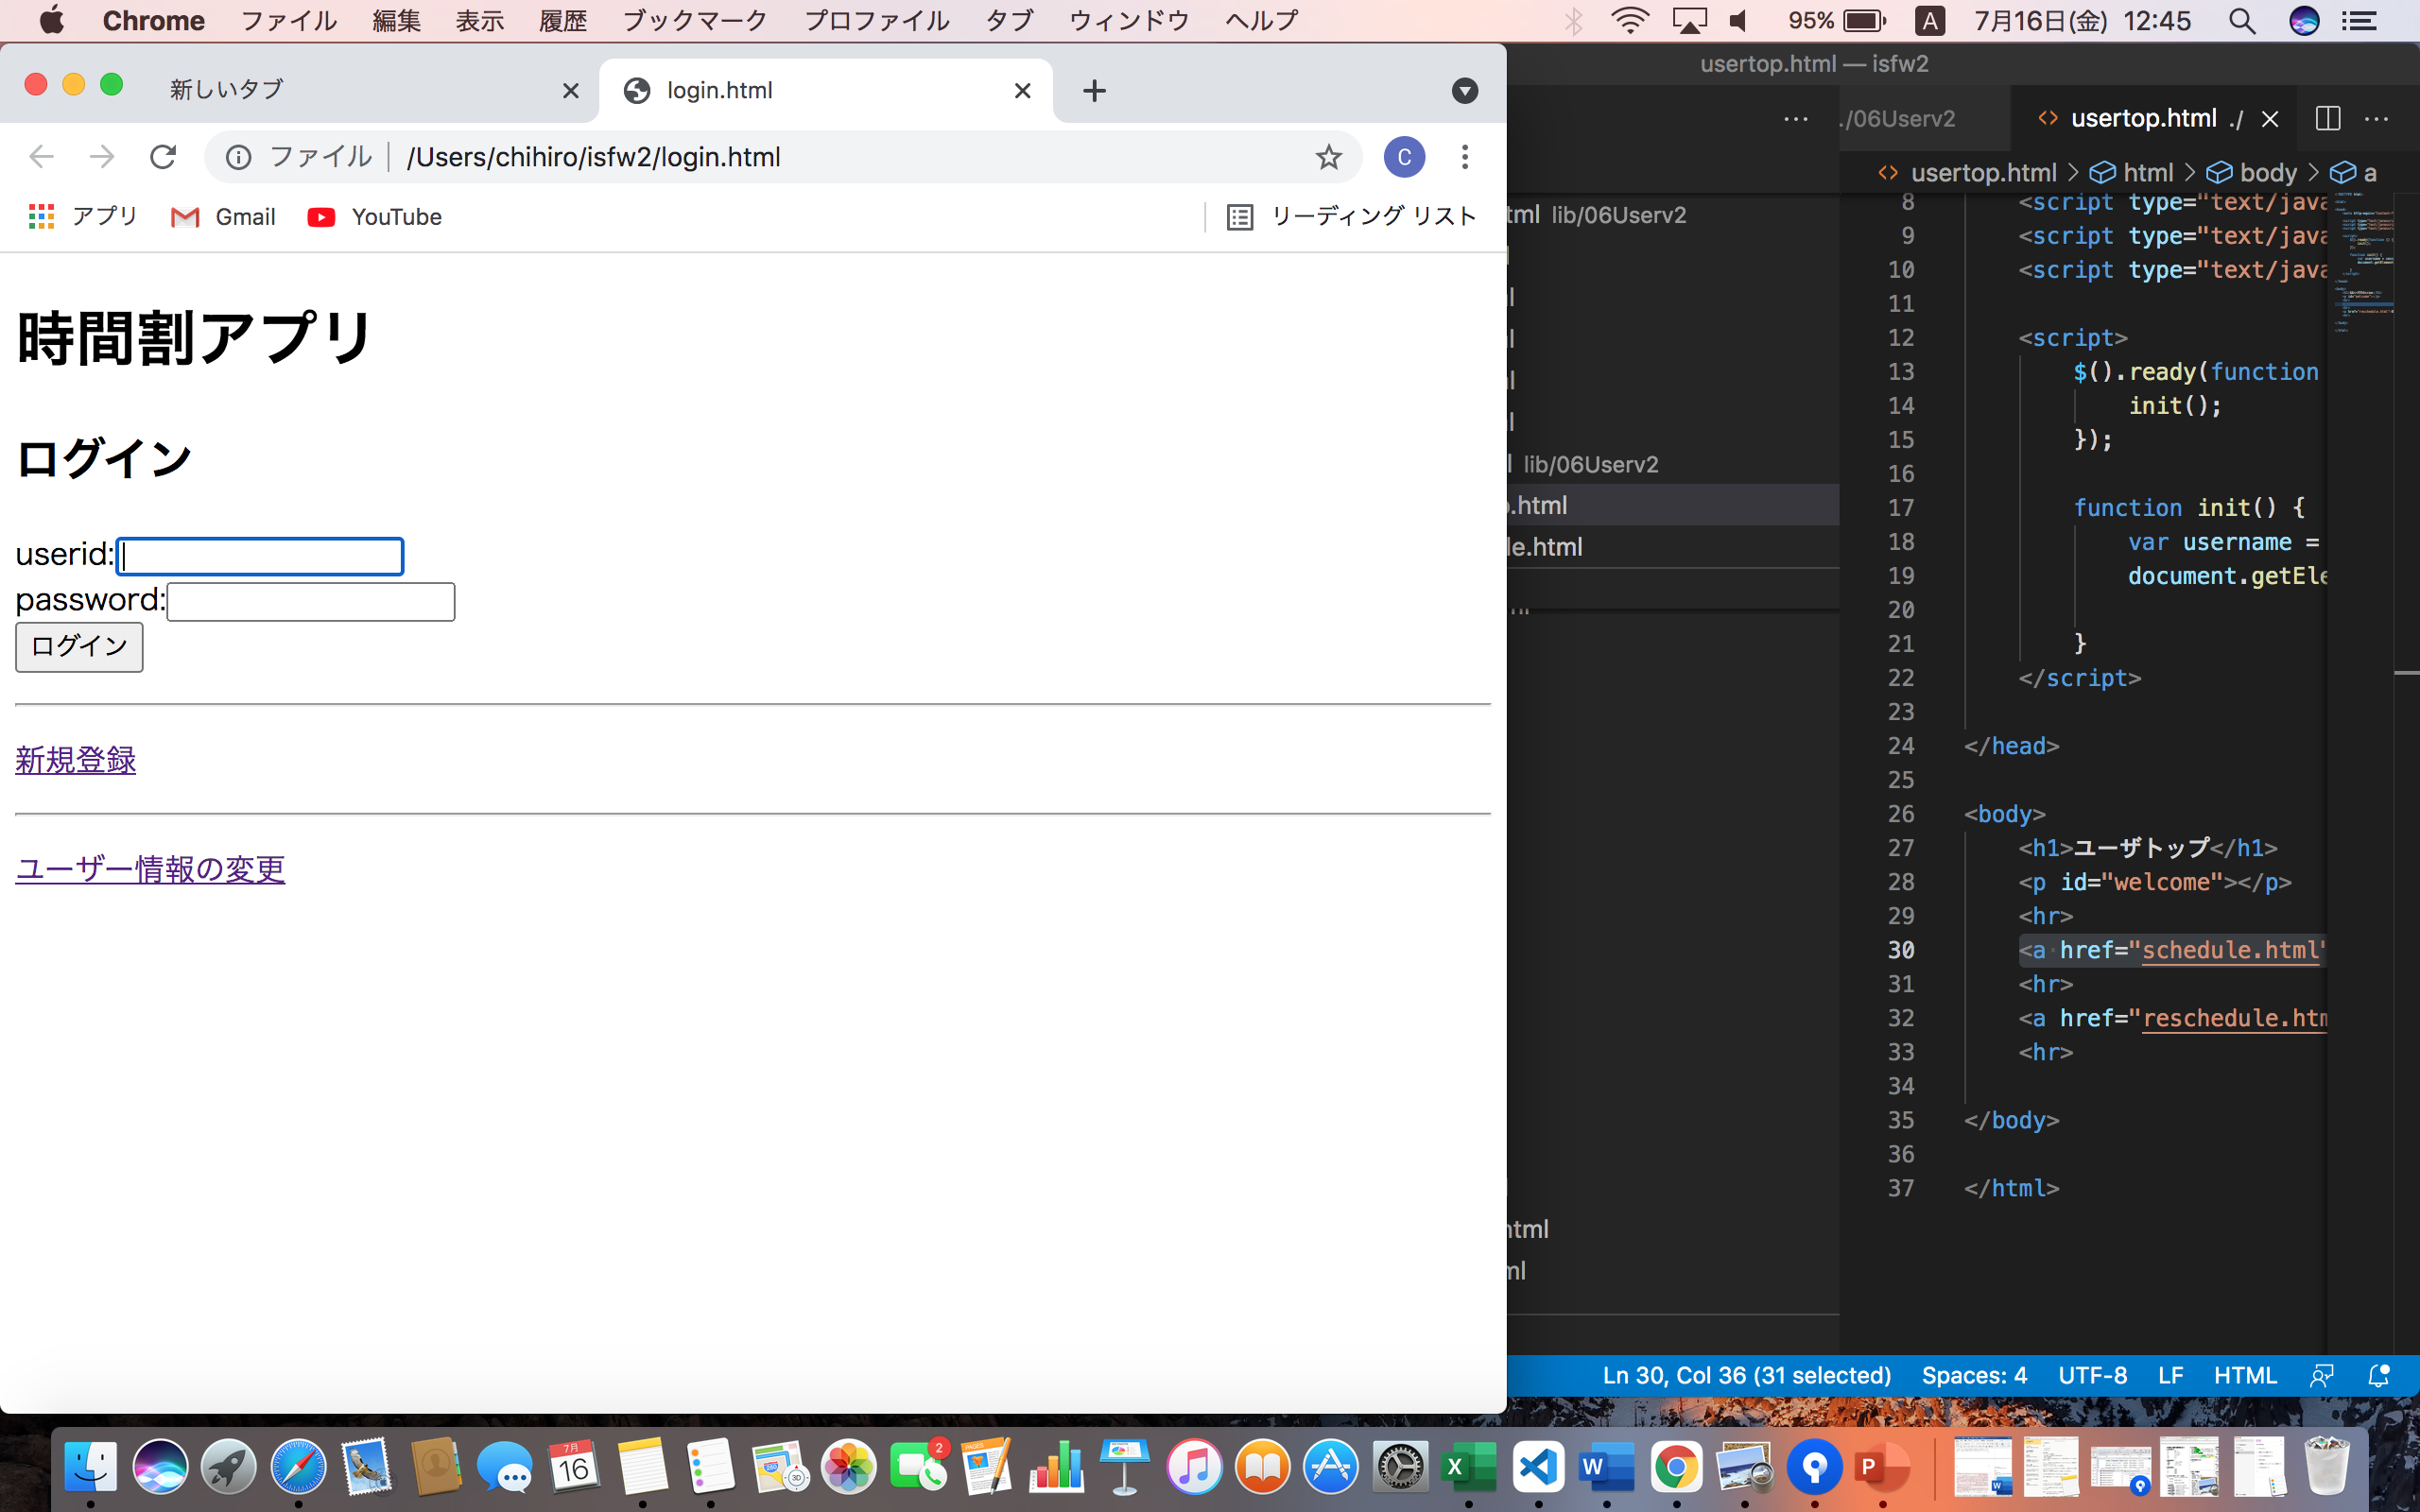 Chrome ファイル 編集 表示 履歴 ブックマーク プロファイル タブ ウィンドウ ヘルプ 95% A 7月16日(金) 12:45
新しいタブ
login.html
ファイル /Users/chihiro/isfw2/login.html
C
アプリ Gmail YouTube リーディング リスト
時間割アプリ
ログイン
userid:
password:
ログイン
新規登録
ユーザー情報の変更
usertop.html — isfw2
./06Userv2 usertop.html ./
usertop.html > html > body > a
tml lib/06Userv2
lib/06Userv2
.html
le.html
html
ml
8 <script type="text/java
9 <script type="text/java
10 <script type="text/java
11
12 <script>
13 $().ready(function
14 init();
15 });
16
17 function init() {
18 var username =
19 document.getEle
20
21 }
22 </script>
23
24 </head>
25
26 <body>
27 <h1>ユーザトップ</h1>
28 <p id="welcome"></p>
29 <hr>
30 <a href="schedule.html"
31 <hr>
32 <a href="reschedule.htm
33 <hr>
34
35 </body>
36
37 </html>
Ln 30, Col 36 (31 selected) Spaces: 4 UTF-8 LF HTML
7月
16
2
PAGES
3D
X
W
P